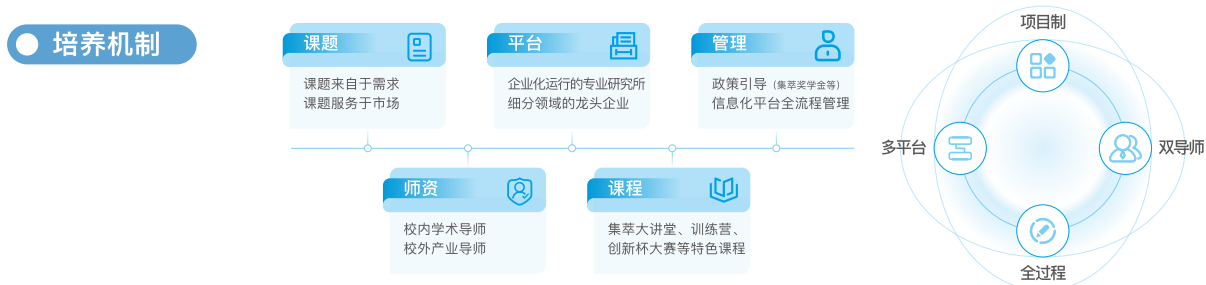 培养机制
课题
课题来自于需求
课题服务于市场
平台
企业化运行的专业研究所
细分领域的龙头企业
管理
政策引导（集萃奖学金等）
信息化平台全流程管理
师资
校内学术导师
校外产业导师
课程
集萃大讲堂、训练营、
创新杯大赛等特色课程
项目制
多平台
双导师
全过程